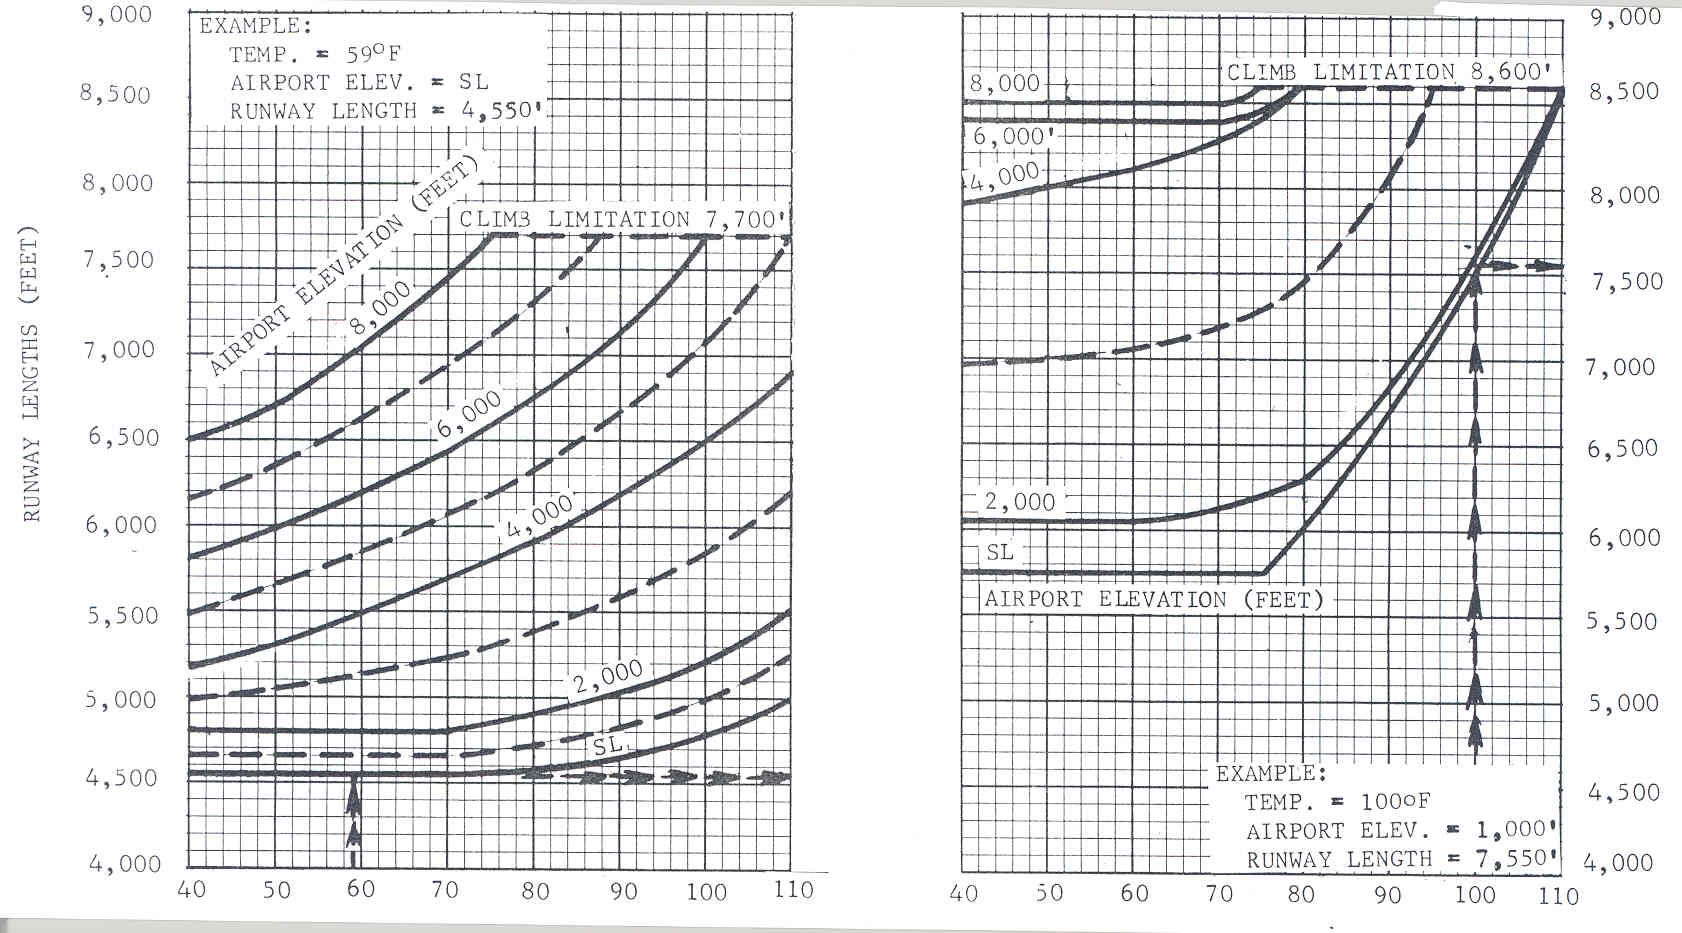 9,000
8,500
8,000
7,500
7,000
6,500
6,000
5,500
5,000
4,500
4,000
RUNWAY LENGTHS (FEET)
EXAMPLE:
TEMP. = 59ºF
AIRPORT ELEV. = SL
RUNWAY LENGTH = 4,550'
AIRPORT ELEVATION (FEET)
CLIMB LIMITATION 7,700'
8,000
6,000
4,000
2,000
SL
40 50 60 70 80 90 100 110
CLIMB LIMITATION 8,600'
8,000
6,000'
4,000
2,000
SL
AIRPORT ELEVATION (FEET)
EXAMPLE:
TEMP. = 100ºF
AIRPORT ELEV. = 1,000'
RUNWAY LENGTH = 7,550'
40 50 60 70 80 90 100 110
9,000
8,500
8,000
7,500
7,000
6,500
6,000
5,500
5,000
4,500
4,000